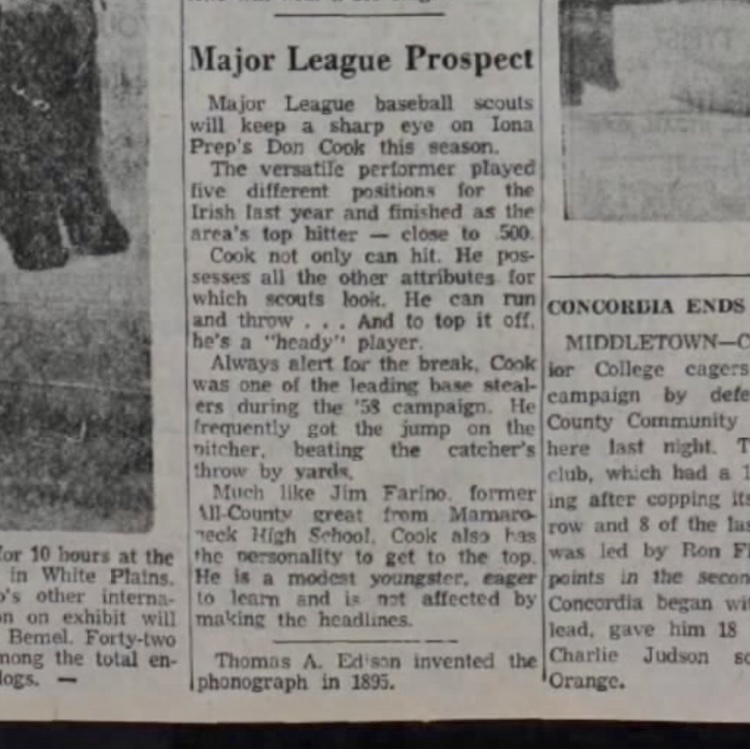 Major League Prospect
Major League baseball scouts
will keep a sharp eye on Iona
Prep's Don Cook this season.
The versatile performer played
five different positions for the
Irish last year and finished as the
area's top hitter — close to .500.
Cook not only can hit. He pos-
sesses all the other attributes for
which scouts look. He can run
and throw . . . And to top it off,
he's a "heady" player.
Always alert for the break, Cook
was one of the leading base steal-
ers during the '58 campaign. He
frequently got the jump on the
pitcher, beating the catcher's
throw by yards.
Much like Jim Farino, former
All-County great from Mamaro-
neck High School, Cook also has
the personality to get to the top.
He is a modest youngster, eager
to learn and is not affected by
making the headlines.
Thomas A. Edison invented the
phonograph in 1895.
for 10 hours at the
in White Plains.
o's other interna-
on on exhibit will
Bemel. Forty-two
mong the total en-
logs. —
CONCORDIA ENDS
MIDDLETOWN—C
ior College cagers
campaign by defe
County Community
here last night. T
club, which had a 1
ing after copping its
row and 8 of the las
was led by Ron Fi
points in the secon
Concordia began wit
lead, gave him 18
Charlie Judson sc
Orange.